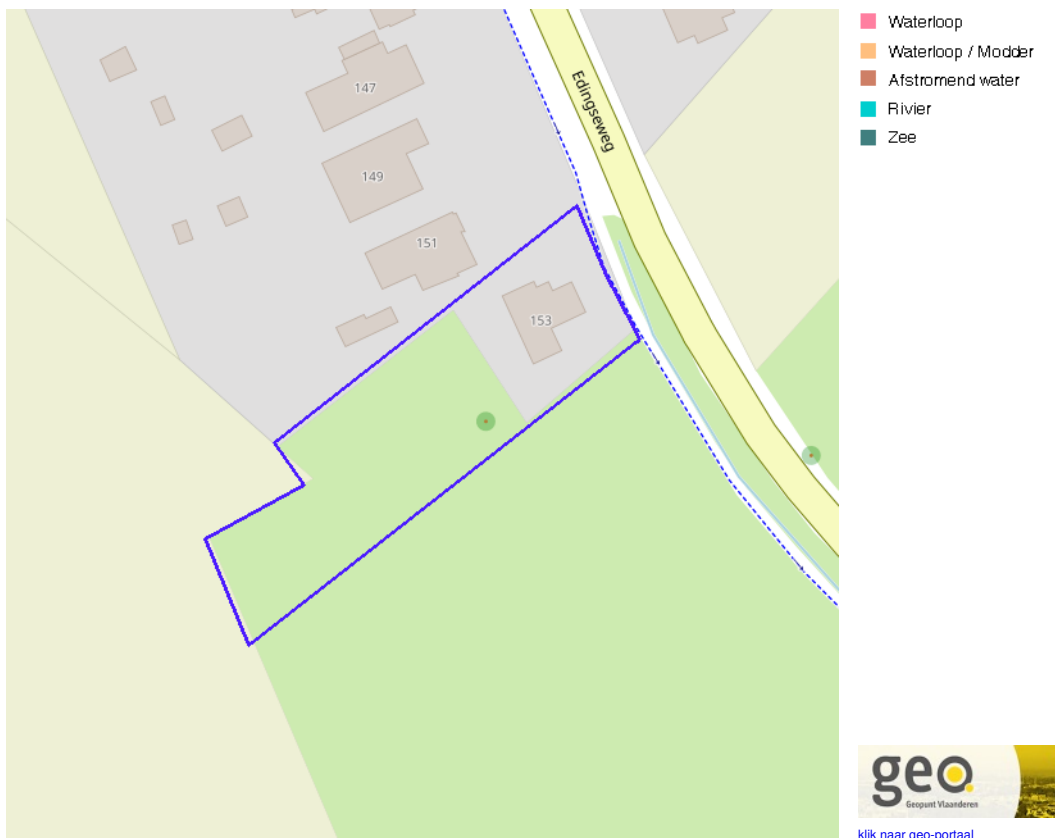 147
149
151
153
Edingseweg
Waterloop
Waterloop / Modder
Afstromend water
Rivier
Zee
geo.
Geopunt Vlaanderen
klik naar geo-portaal